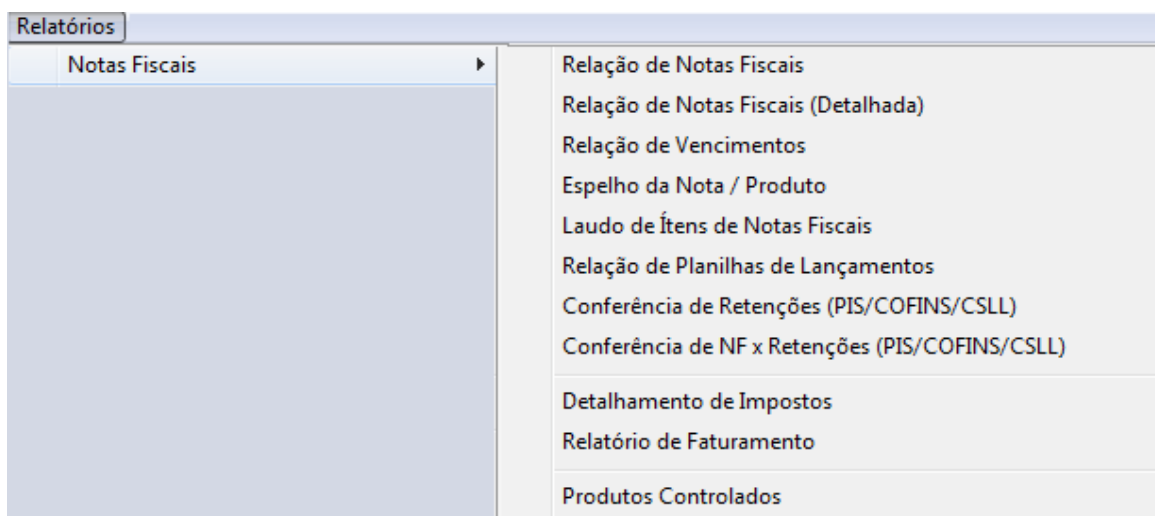 Relatórios
Notas Fiscais
Relação de Notas Fiscais
Relação de Notas Fiscais (Detalhada)
Relação de Vencimentos
Espelho da Nota / Produto
Laudo de Ítens de Notas Fiscais
Relação de Planilhas de Lançamentos
Conferência de Retenções (PIS/COFINS/CSLL)
Conferência de NF x Retenções (PIS/COFINS/CSLL)
Detalhamento de Impostos
Relatório de Faturamento
Produtos Controlados